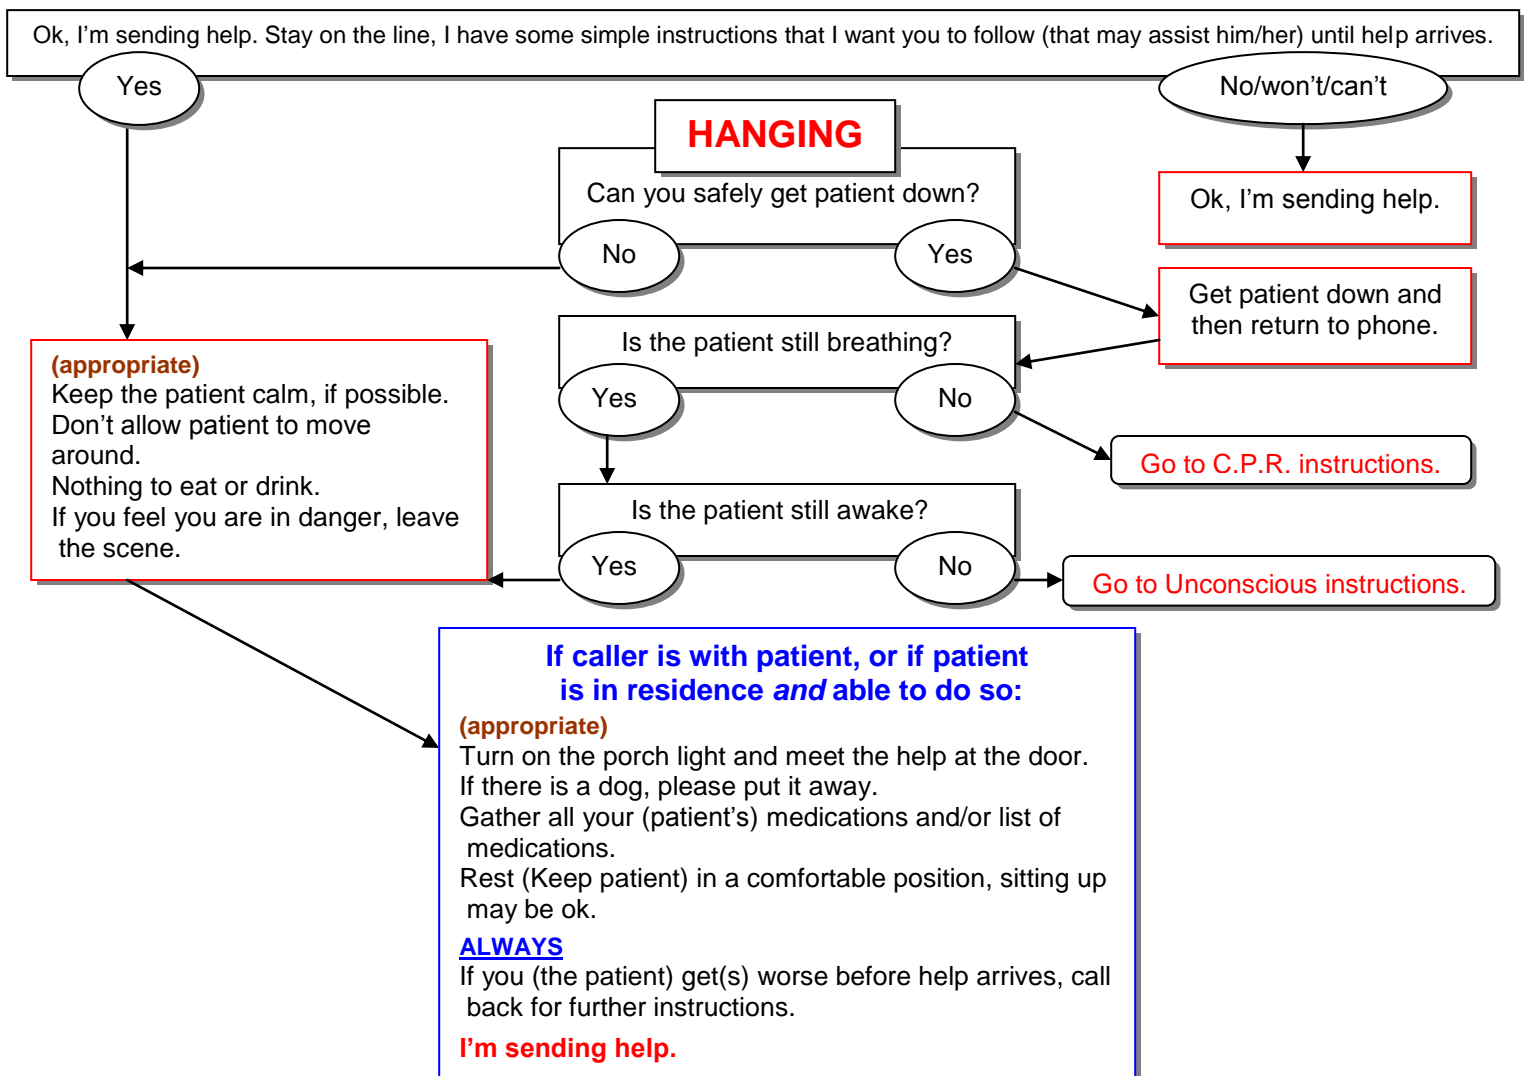 Ok, I'm sending help. Stay on the line, I have some simple instructions that I want you to follow (that may assist him/her) until help arrives.
Yes
No/won't/can't
HANGING
Can you safely get patient down?
No
Yes
Ok, I'm sending help.
Get patient down and
then return to phone.
Is the patient still breathing?
Yes
No
Go to C.P.R. instructions.
Is the patient still awake?
Yes
No
Go to Unconscious instructions.
(appropriate)
Keep the patient calm, if possible.
Don't allow patient to move
around.
Nothing to eat or drink.
If you feel you are in danger, leave
the scene.
If caller is with patient, or if patient
is in residence and able to do so:
(appropriate)
Turn on the porch light and meet the help at the door.
If there is a dog, please put it away.
Gather all your (patient's) medications and/or list of
medications.
Rest (Keep patient) in a comfortable position, sitting up
may be ok.
ALWAYS
If you (the patient) get(s) worse before help arrives, call
back for further instructions.
I'm sending help.